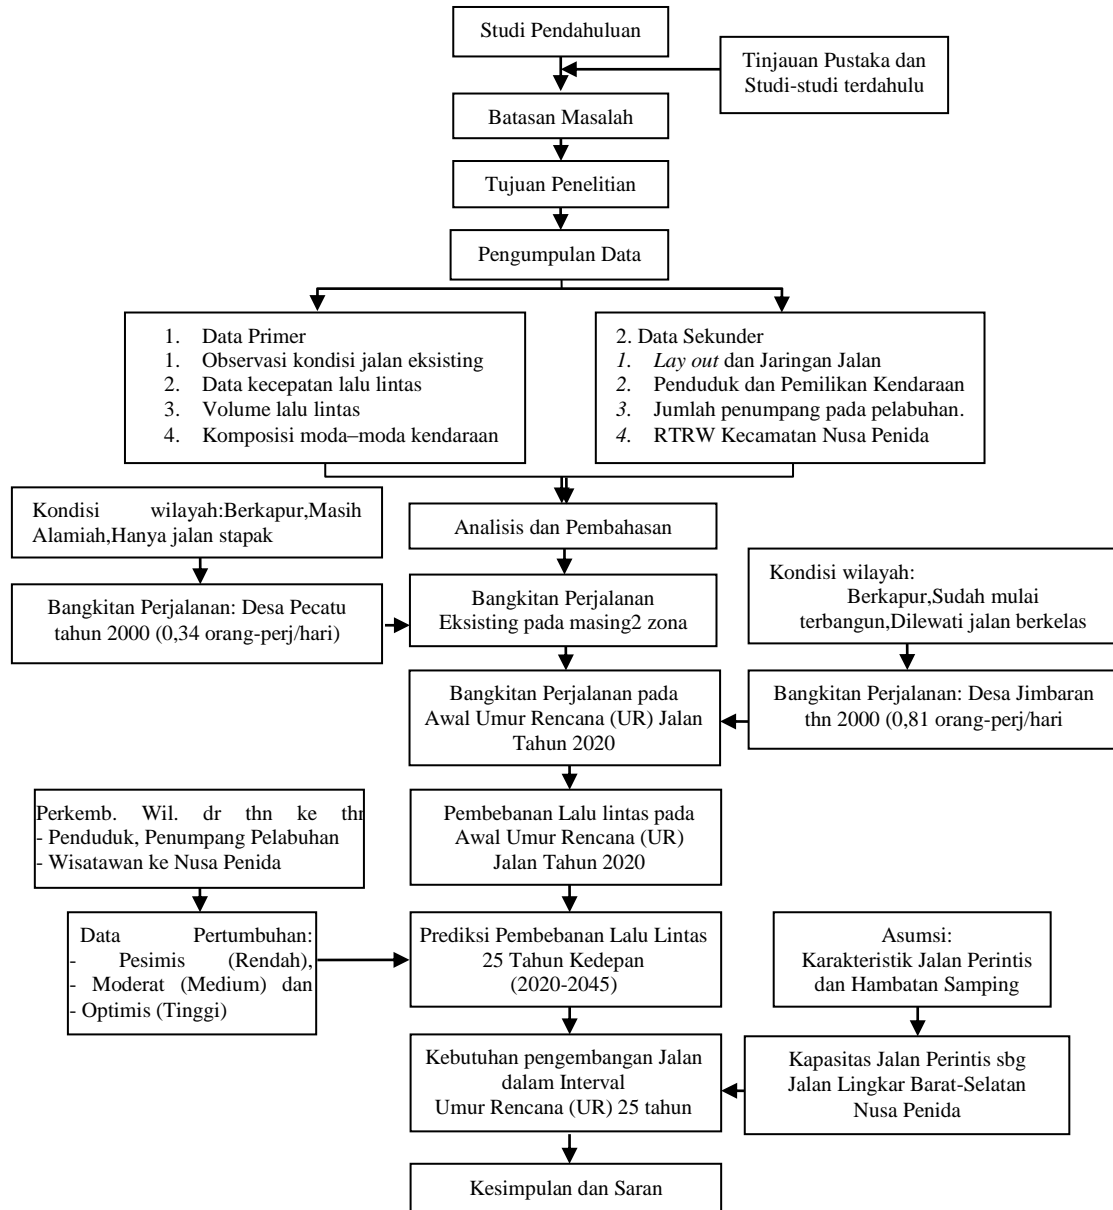 Studi Pendahuluan
Tinjauan Pustaka dan
Studi-studi terdahulu
Batasan Masalah
Tujuan Penelitian
Pengumpulan Data
1. Data Primer
1. Observasi kondisi jalan eksisting
2. Data kecepatan lalu lintas
3. Volume lalu lintas
4. Komposisi moda–moda kendaraan
2. Data Sekunder
1. Lay out dan Jaringan Jalan
2. Penduduk dan Pemilikan Kendaraan
3. Jumlah penumpang pada pelabuhan.
4. RTRW Kecamatan Nusa Penida
Kondisi wilayah:Berkapur,Masih
Alamiah,Hanya jalan stapak
Analisis dan Pembahasan
Kondisi wilayah:
Berkapur,Sudah mulai
terbangun,Dilewati jalan berkelas
Bangkitan Perjalanan: Desa Pecatu
tahun 2000 (0,34 orang-perj/hari)
Bangkitan Perjalanan
Eksisting pada masing2 zona
Bangkitan Perjalanan pada
Awal Umur Rencana (UR) Jalan
Tahun 2020
Bangkitan Perjalanan: Desa Jimbaran
thn 2000 (0,81 orang-perj/hari
Perkemb. Wil. dr thn ke thn
- Penduduk, Penumpang Pelabuhan
- Wisatawan ke Nusa Penida
Pembebanan Lalu lintas pada
Awal Umur Rencana (UR)
Jalan Tahun 2020
Data Pertumbuhan:
- Pesimis (Rendah),
- Moderat (Medium) dan
- Optimis (Tinggi)
Prediksi Pembebanan Lalu Lintas
25 Tahun Kedepan
(2020-2045)
Asumsi:
Karakteristik Jalan Perintis
dan Hambatan Samping
Kebutuhan pengembangan Jalan
dalam Interval
Umur Rencana (UR) 25 tahun
Kapasitas Jalan Perintis sbg
Jalan Lingkar Barat-Selatan
Nusa Penida
Kesimpulan dan Saran